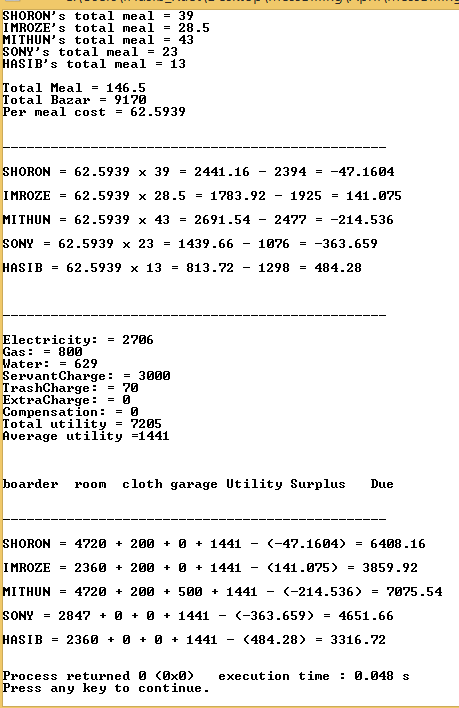 SHORON's total meal = 39
IMROZE's total meal = 28.5
MITHUN's total meal = 43
SONY's total meal = 23
HASIB's total meal = 13
Total Meal = 146.5
Total Bazar = 9170
Per meal cost = 62.5939
------------------------------------------------
SHORON = 62.5939 x 39 = 2441.16 - 2394 = -47.1604
IMROZE = 62.5939 x 28.5 = 1783.92 - 1925 = 141.075
MITHUN = 62.5939 x 43 = 2691.54 - 2477 = -214.536
SONY = 62.5939 x 23 = 1439.66 - 1076 = -363.659
HASIB = 62.5939 x 13 = 813.72 - 1298 = 484.28
------------------------------------------------
Electricity: = 2706
Gas: = 800
Water: = 629
ServantCharge: = 3000
TrashCharge: = 70
ExtraCharge: = 0
Compensation: = 0
Total utility = 7205
Average utility =1441
boarder  room  cloth garage Utility Surplus   Due
------------------------------------------------
SHORON = 4720 + 200 + 0 + 1441 - (-47.1604) = 6408.16
IMROZE = 2360 + 200 + 0 + 1441 - (141.075) = 3859.92
MITHUN = 4720 + 200 + 500 + 1441 - (-214.536) = 7075.54
SONY = 2847 + 0 + 0 + 1441 - (-363.659) = 4651.66
HASIB = 2360 + 0 + 0 + 1441 - (484.28) = 3316.72
Process returned 0 (0x0)   execution time : 0.048 s
Press any key to continue.